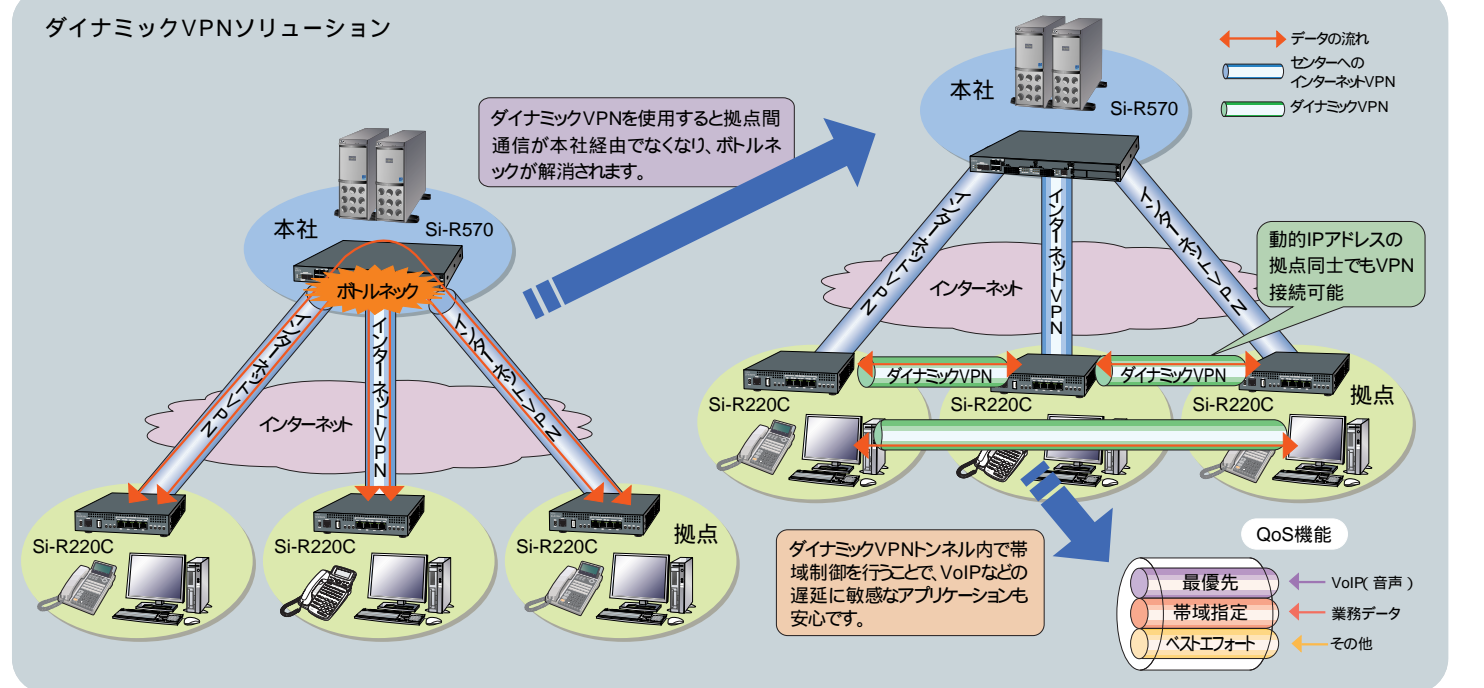 ダイナミックVPNソリューション
ダイナミックVPNを使用すると拠点間
通信が本社経由でなくなり、ボトルネ
ックが解消されます。
本社
Si-R570
ボトルネック
インターネットVPN
インターネットVPN
インターネットVPN
インターネット
Si-R220C
Si-R220C
Si-R220C
拠点
データの流れ
センターへの
インターネットVPN
ダイナミックVPN
本社
Si-R570
インターネットVPN
インターネットVPN
インターネットVPN
インターネット
動的IPアドレスの
拠点同士でもVPN
接続可能
ダイナミックVPN
ダイナミックVPN
Si-R220C
Si-R220C
Si-R220C
拠点
ダイナミックVPNトンネル内で帯
域制御を行うことで、VoIPなどの
遅延に敏感なアプリケーションも
安心です。
QoS機能
最優先
VoIP(音声)
帯域指定
業務データ
ベストエフォート
その他